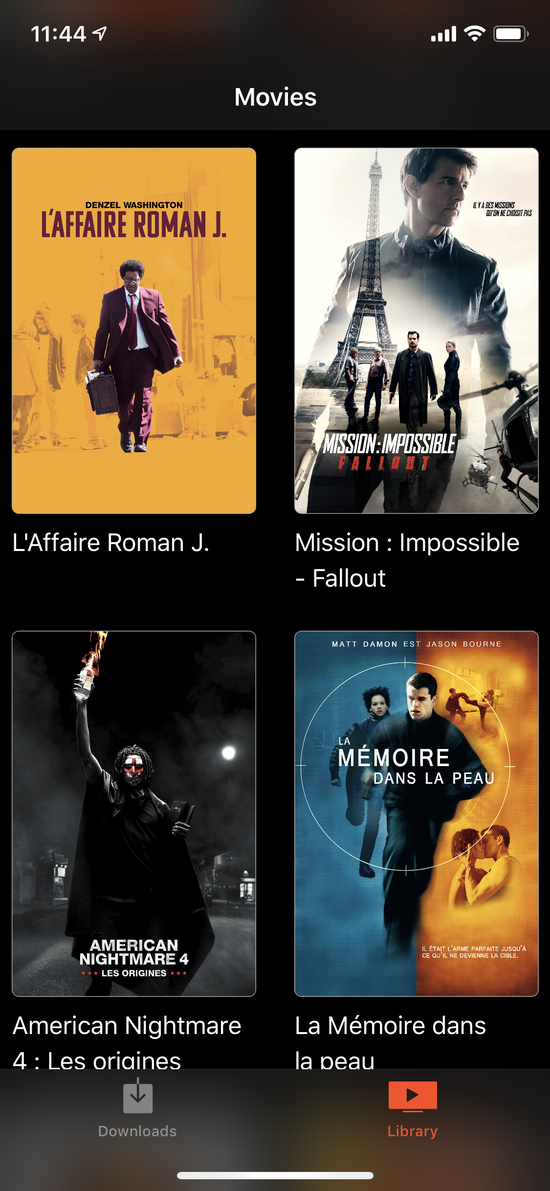 11:44
Movies
DENZEL WASHINGTON
L'AFFAIRE ROMAN J.
IL Y A DES MISSIONS
QU'ON NE CHOISIT PAS
MISSION: IMPOSSIBLE
FALLOUT
L'Affaire Roman J.
Mission : Impossible
- Fallout
AMERICAN
NIGHTMARE 4
LES ORIGINES
MATT DAMON EST JASON BOURNE
LA
MÉMOIRE
DANS LA PEAU
IL ÉTAIT L'ARME PARFAITE JUSQU'À
CE QU'IL NE DEVIENNE LA CIBLE.
American Nightmare
4 : Les origines
La Mémoire dans
la peau
Downloads
Library